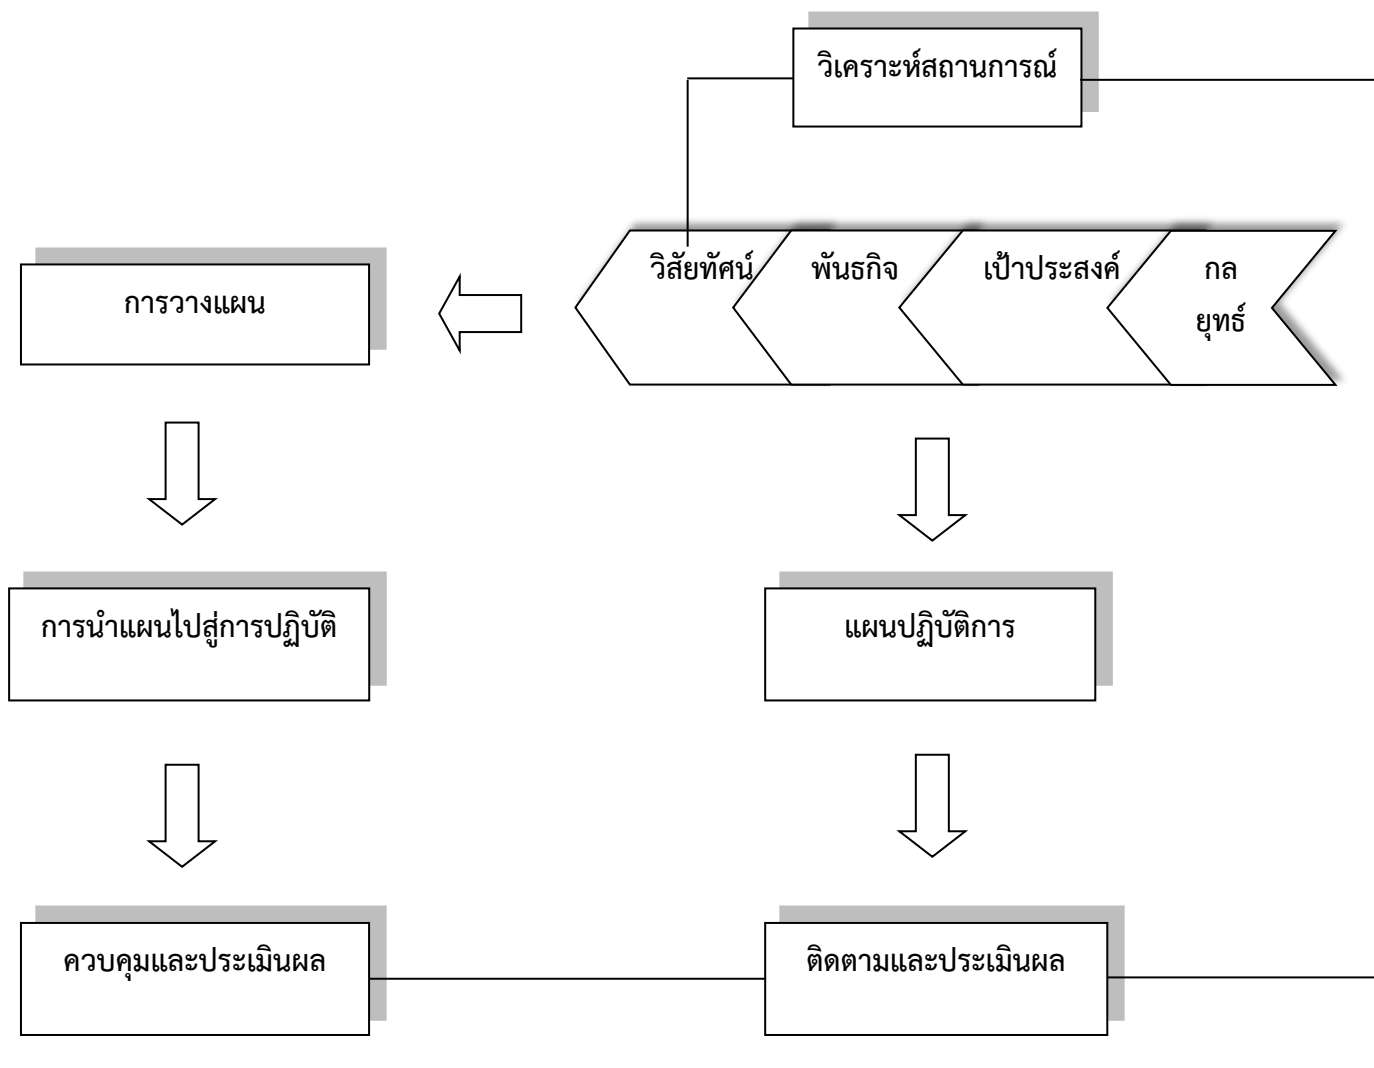 วิเคราะห์สถานการณ์
วิสัยทัศน์
พันธกิจ
เป้าประสงค์
กล
ยุทธ์
การวางแผน
การนำแผนไปสู่การปฏิบัติ
แผนปฏิบัติการ
ควบคุมและประเมินผล
ติดตามและประเมินผล